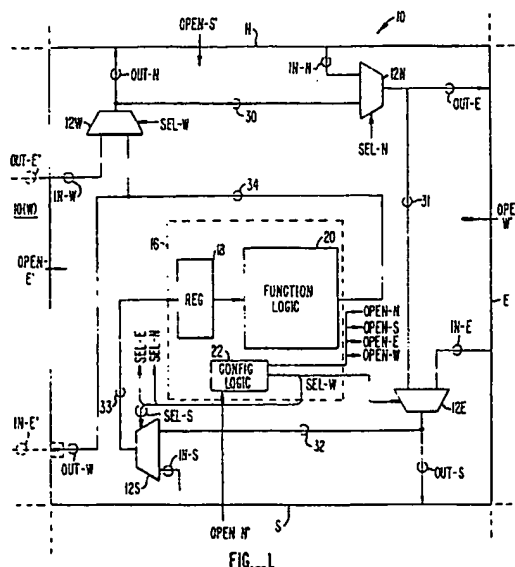 10
OPEN-S'
H
OUT-N
IN-N
12N
OUT-E
12W
SEL-W
30
SEL-N
OUT-E"
IN-W
34
31
10(W)
OPEN-E'
16
18
20
REG
FUNCTION LOGIC
OPEN-N
OPEN-S
OPEN-E
OPEN-W
E
IN-E
22
CONFIG LOGIC
SEL-E
SEL-N
SEL-W
12E
33
SEL-S
IN-E"
OUT-W
IN-S
32
12S
OUT-S
OPEN N"
S